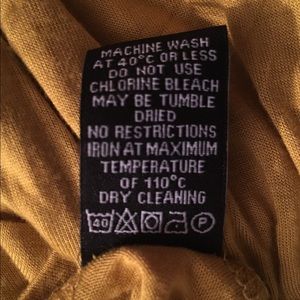 MACHINE WASH
AT 40°C OR LESS
DO NOT USE
CHLORINE BLEACH
MAY BE TUMBLE
DRIED
NO RESTRICTIONS
IRON AT MAXIMUM
TEMPERATURE
OF 110°C
DRY CLEANING
40 P